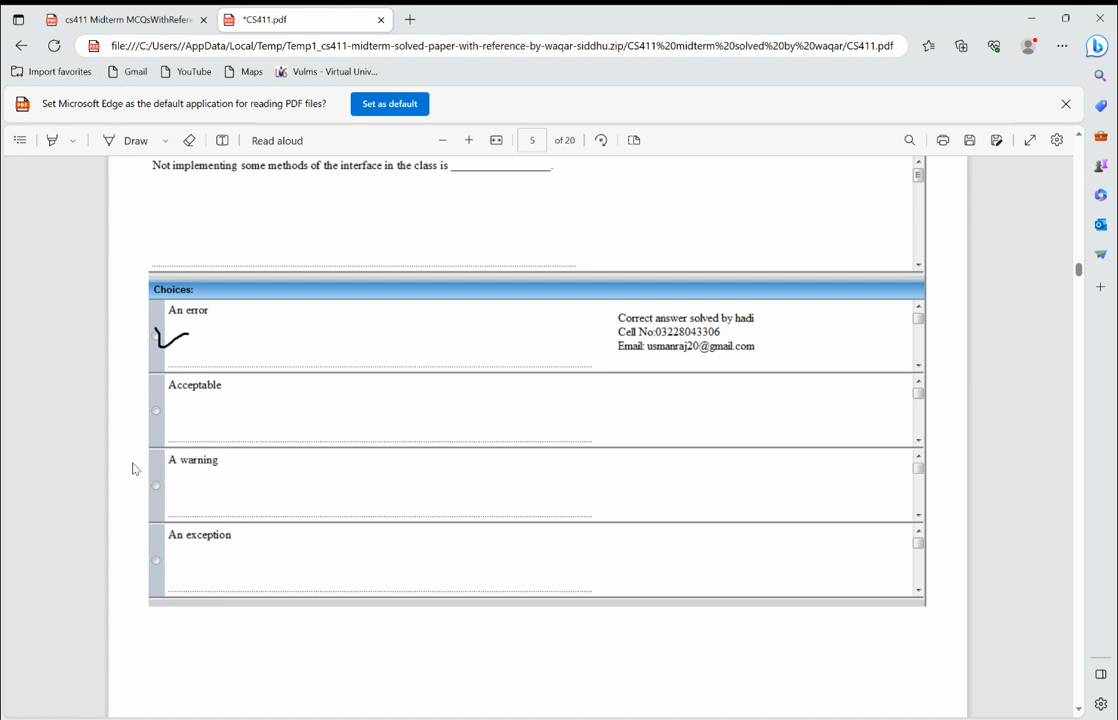 cs411 Midterm MCQsWithRefere
*CS411.pdf
file:///C:/Users//AppData/Local/Temp/Temp1_cs411-midterm-solved-paper-with-reference-by-waqar-siddhu.zip/CS411%20midterm%20solved%20by%20waqar/CS411.pdf
Import favorites
Gmail
YouTube
Maps
Vulms - Virtual Univ...
Set Microsoft Edge as the default application for reading PDF files?
Set as default
Draw
Read aloud
5 of 20
Not implementing some methods of the interface in the class is ____________________.
Choices:
An error
Correct answer solved by hadi
Cell No:03228043306
Email: usmanraj20@gmail.com
Acceptable
A warning
An exception